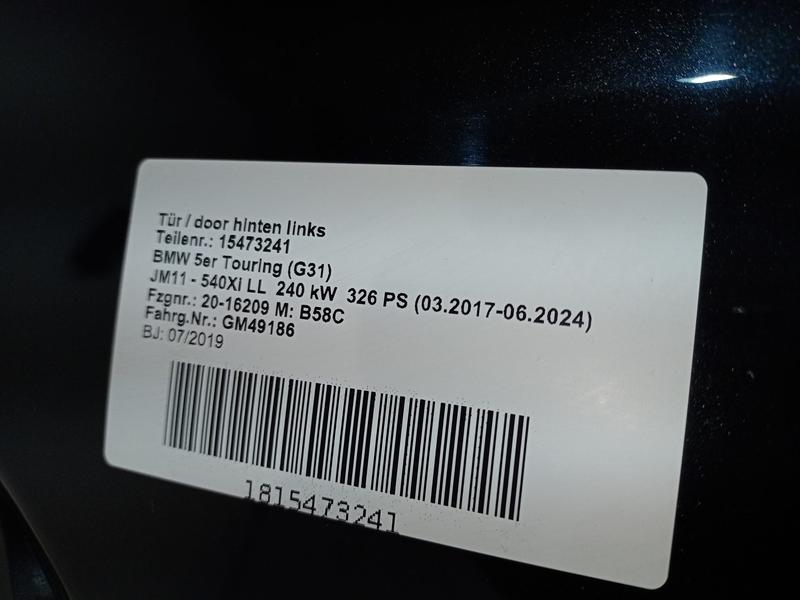 Tür / door hinten links
Teilenr.: 15473241
BMW 5er Touring (G31)
JM11 - 540Xi LL 240 kW 326 PS (03.2017-06.2024)
Fzgnr.: 20-16209 M: B58C
Fahrg.Nr.: GM49186
BJ: 07/2019
1815473241